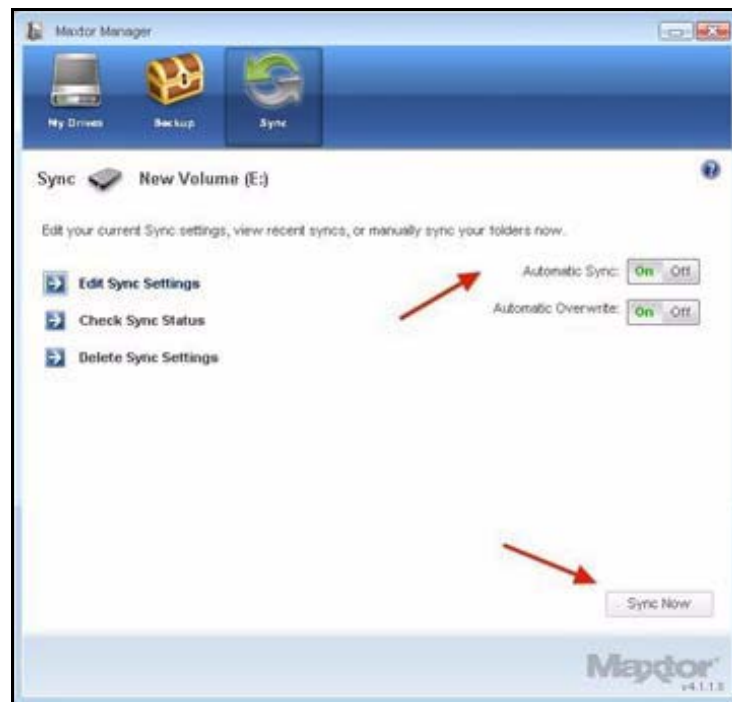 Maxtor Manager
My Drives Backup Sync
Sync New Volume (E:)
Edit your current Sync settings, view recent syncs, or manually sync your folders now.
Automatic Sync: On Off
Edit Sync Settings
Automatic Overwrite: On Off
Check Sync Status
Delete Sync Settings
Sync Now
Maxtor
v4.1.1.8